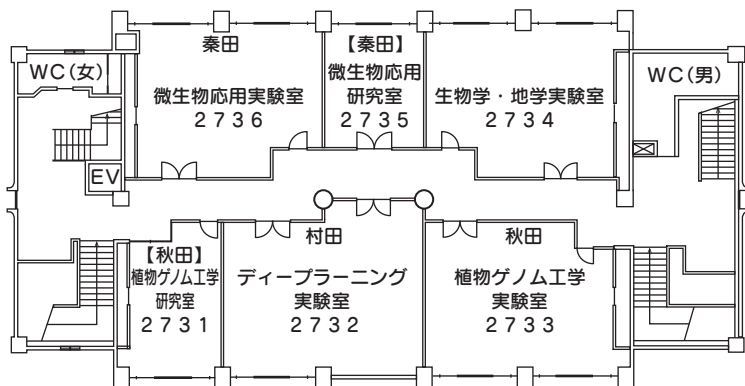 WC(女)
EV
秦田
微生物応用実験室
2736
【秦田】
微生物応用
研究室
2735
生物学・地学実験室
2734
WC(男)
【秋田】
植物ゲノム工学
研究室
2731
村田
ディープラーニング
実験室
2732
秋田
植物ゲノム工学
実験室
2733